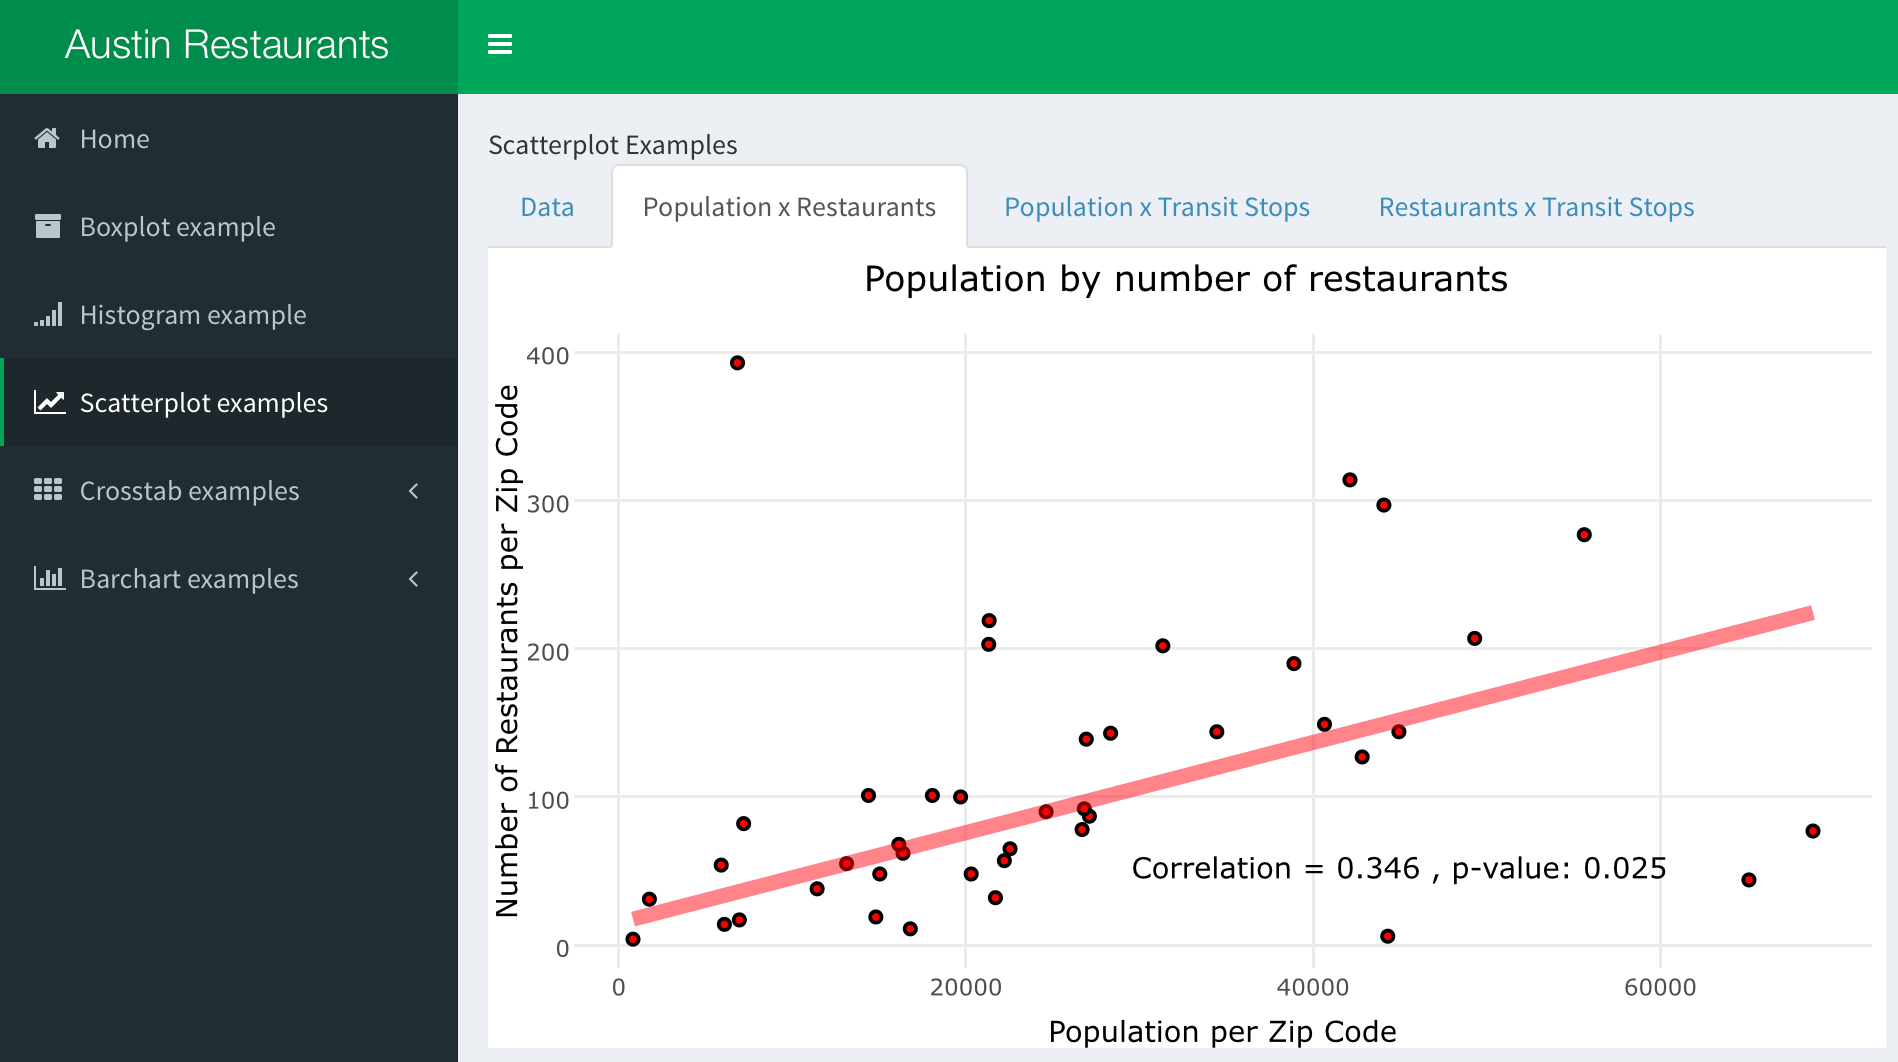 Austin Restaurants
Home
Boxplot example
Histogram example
Scatterplot examples
Crosstab examples
Barchart examples
Scatterplot Examples
Data
Population x Restaurants
Population x Transit Stops
Restaurants x Transit Stops
Population by number of restaurants
Number of Restaurants per Zip Code
400
300
200
100
0
Correlation = 0.346 , p-value: 0.025
0
20000
40000
60000
Population per Zip Code